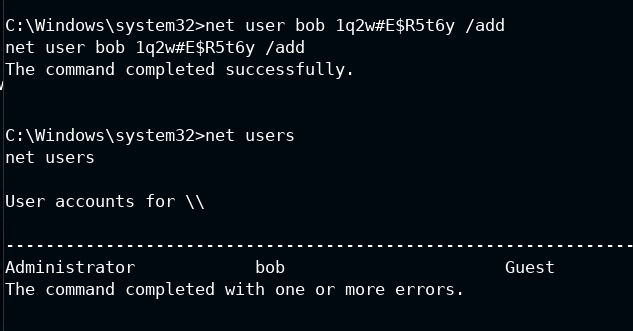 C:\Windows\system32>net user bob 1q2w#E$R5t6y /add
net user bob 1q2w#E$R5t6y /add
The command completed successfully.
C:\Windows\system32>net users
net users
User accounts for \\
-------------------------------------------------------------------------------
Administrator            bob                      Guest
The command completed with one or more errors.